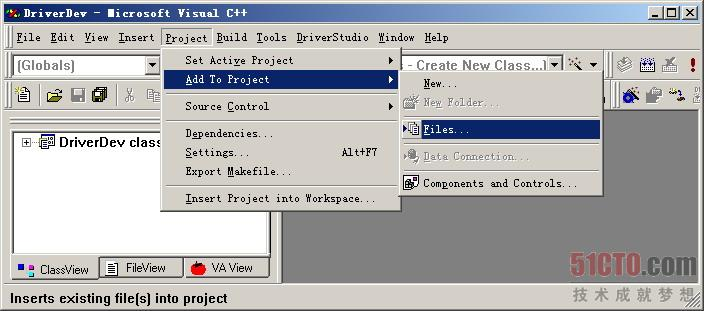 DriverDev - Microsoft Visual C++
File Edit View Insert Project Build Tools DriverStudio Window Help
(Globals)
- Create New Class...]
Set Active Project
Add To Project
Source Control
Dependencies...
Settings... Alt+F7
Export Makefile...
Insert Project into Workspace...
New...
New Folder...
Files...
Data Connection...
Components and Controls...
DriverDev clas
ClassView FileView VA View
Inserts existing file(s) into project
51CTO.com
技术成就梦想